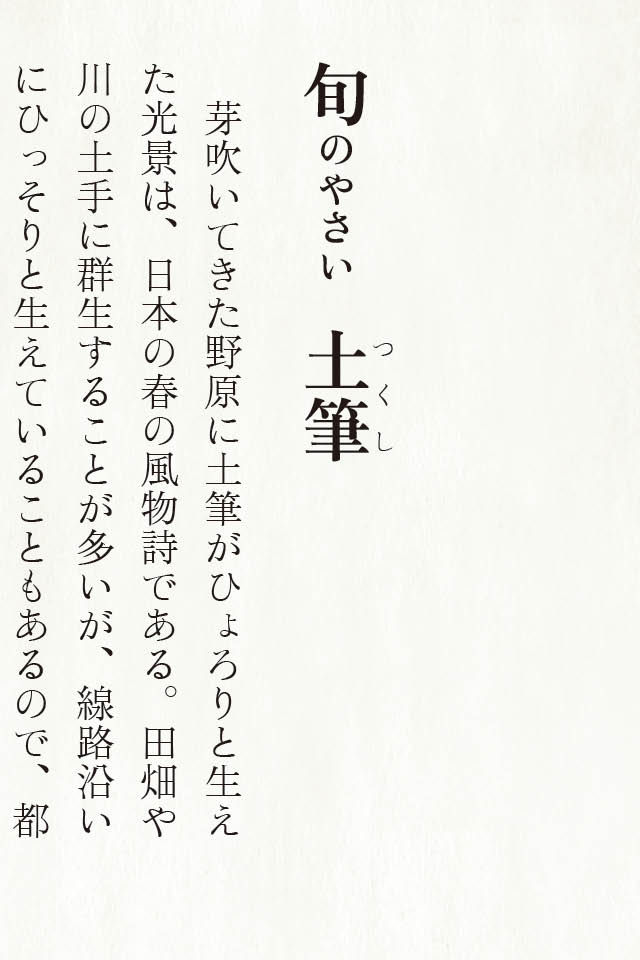 旬のやさい　土筆
つくし
　芽吹いてきた野原に土筆がひょろりと生え
た光景は、日本の春の風物詩である。田畑や
川の土手に群生することが多いが、線路沿い
にひっそりと生えていることもあるので、都